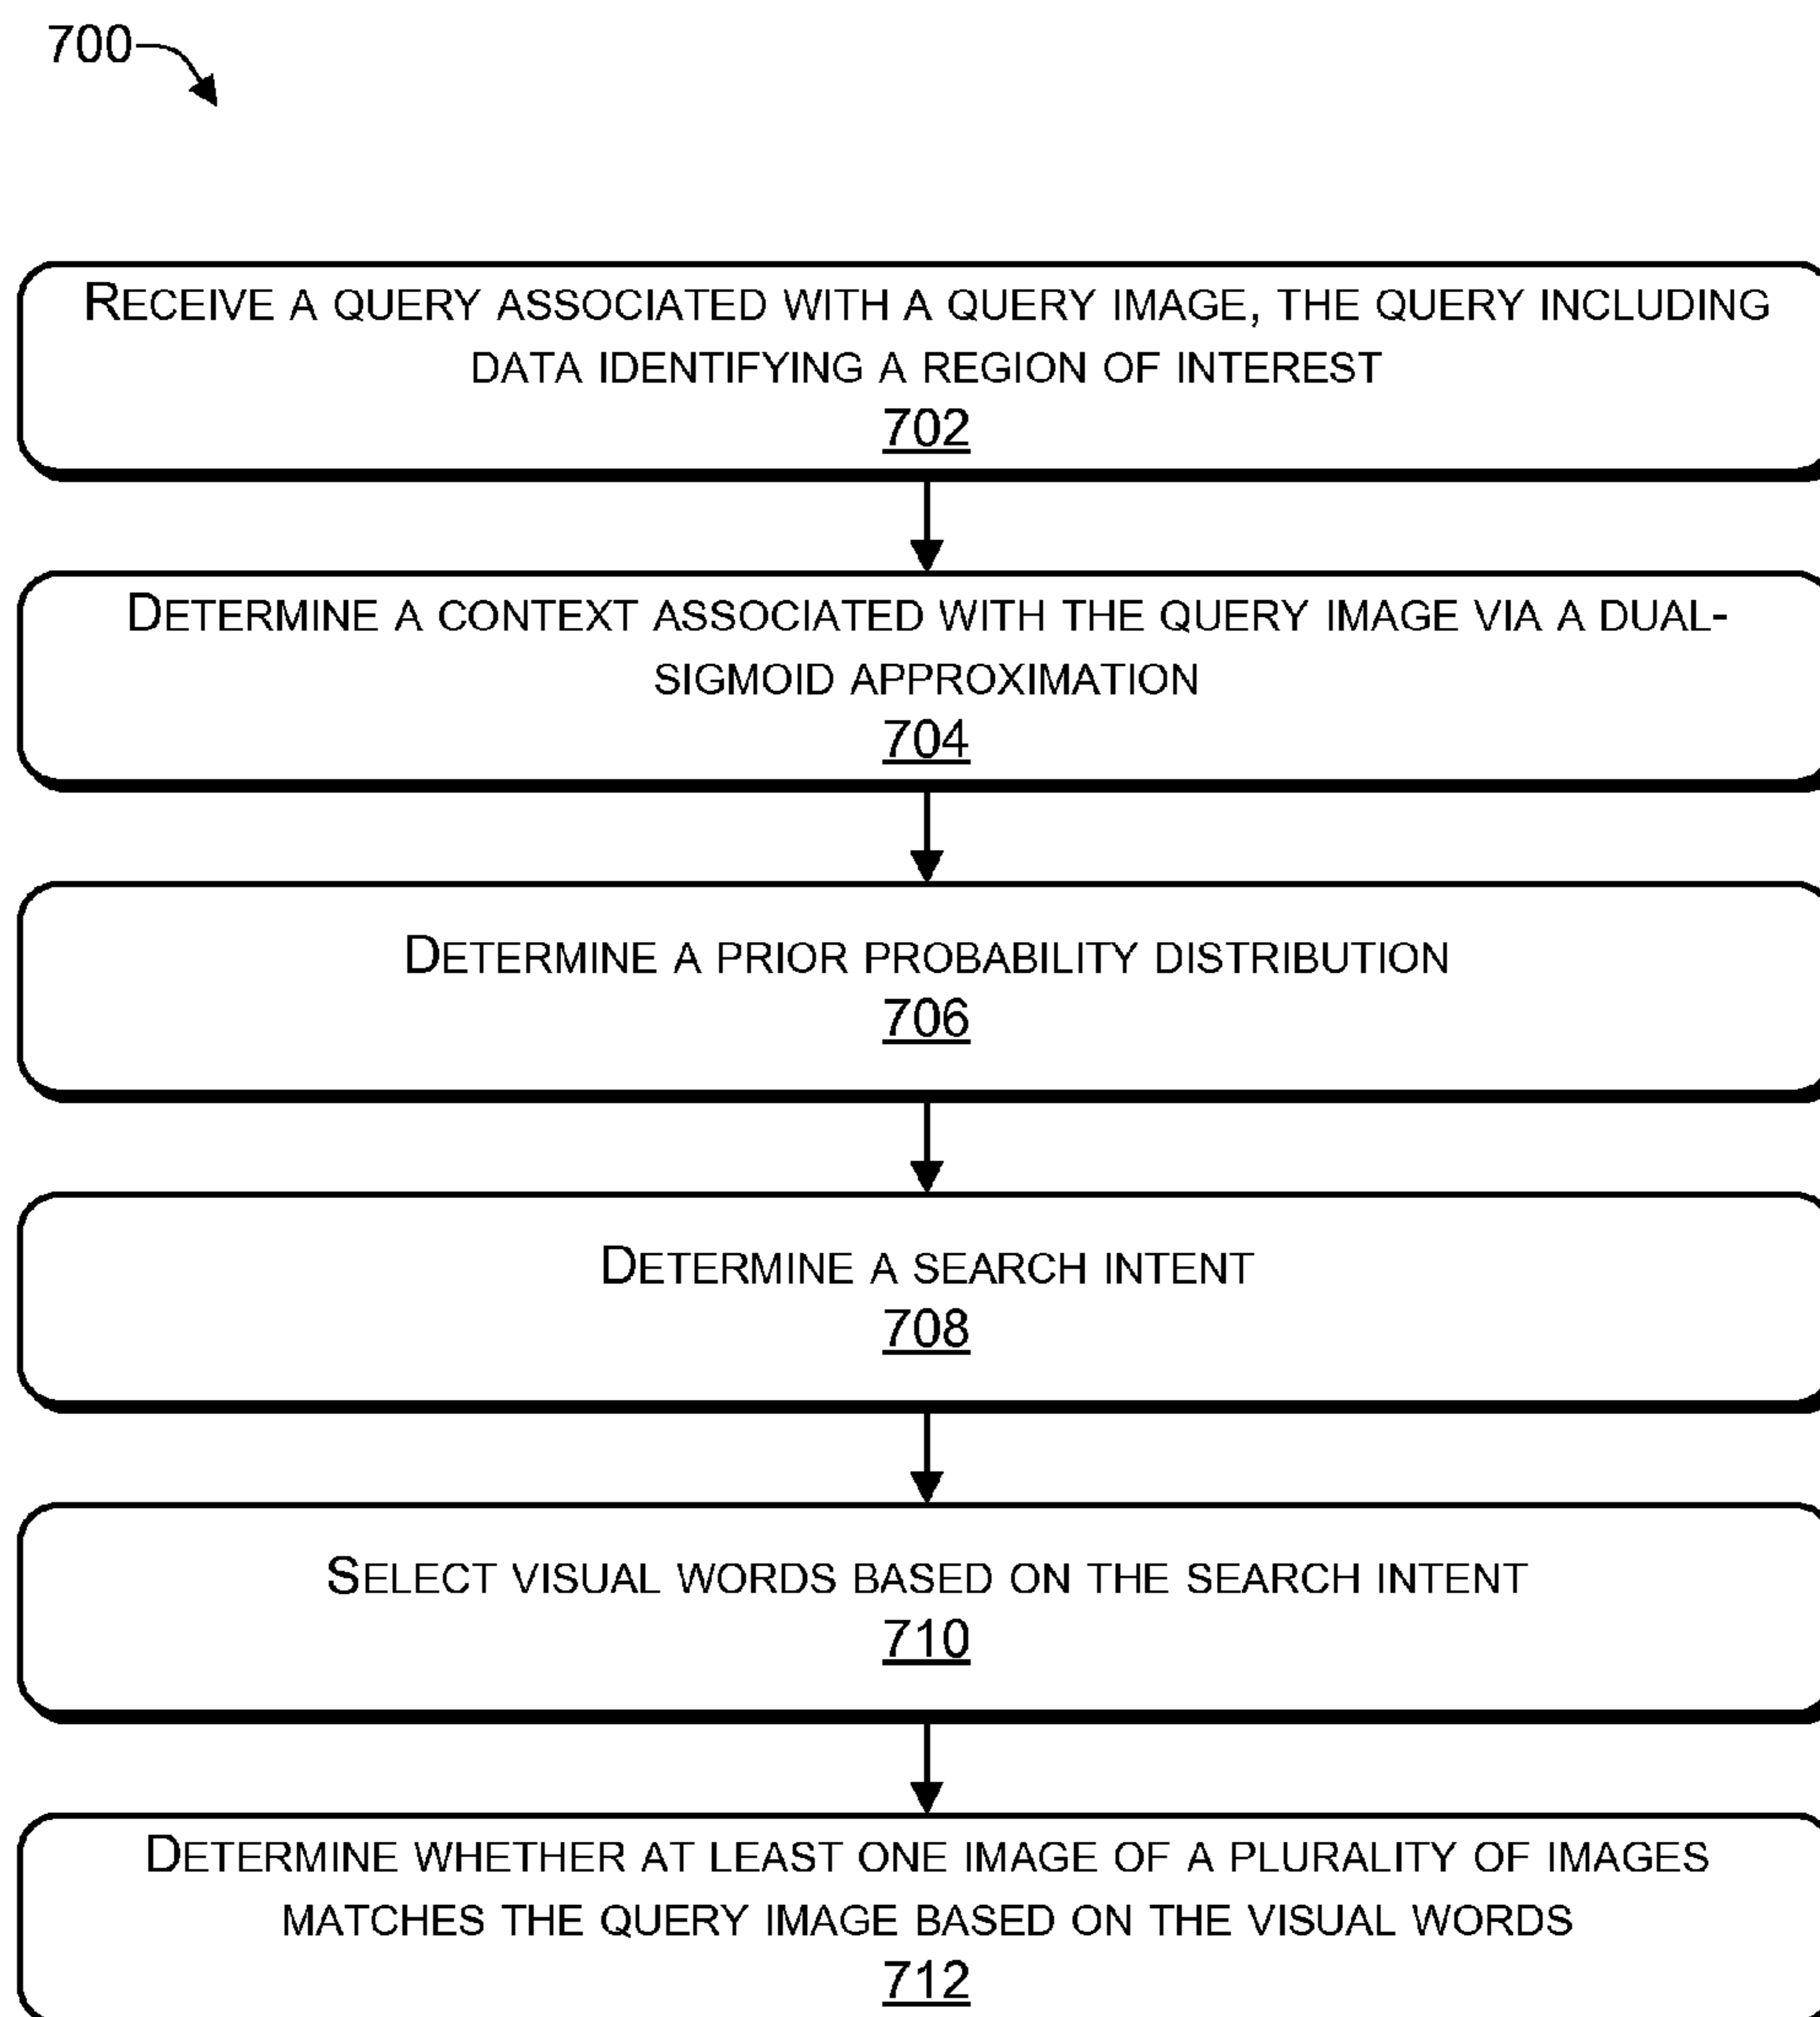 700
RECEIVE A QUERY ASSOCIATED WITH A QUERY IMAGE, THE QUERY INCLUDING
DATA IDENTIFYING A REGION OF INTEREST
702
DETERMINE A CONTEXT ASSOCIATED WITH THE QUERY IMAGE VIA A DUAL-
SIGMOID APPROXIMATION
704
DETERMINE A PRIOR PROBABILITY DISTRIBUTION
706
DETERMINE A SEARCH INTENT
708
SELECT VISUAL WORDS BASED ON THE SEARCH INTENT
710
DETERMINE WHETHER AT LEAST ONE IMAGE OF A PLURALITY OF IMAGES
MATCHES THE QUERY IMAGE BASED ON THE VISUAL WORDS
712